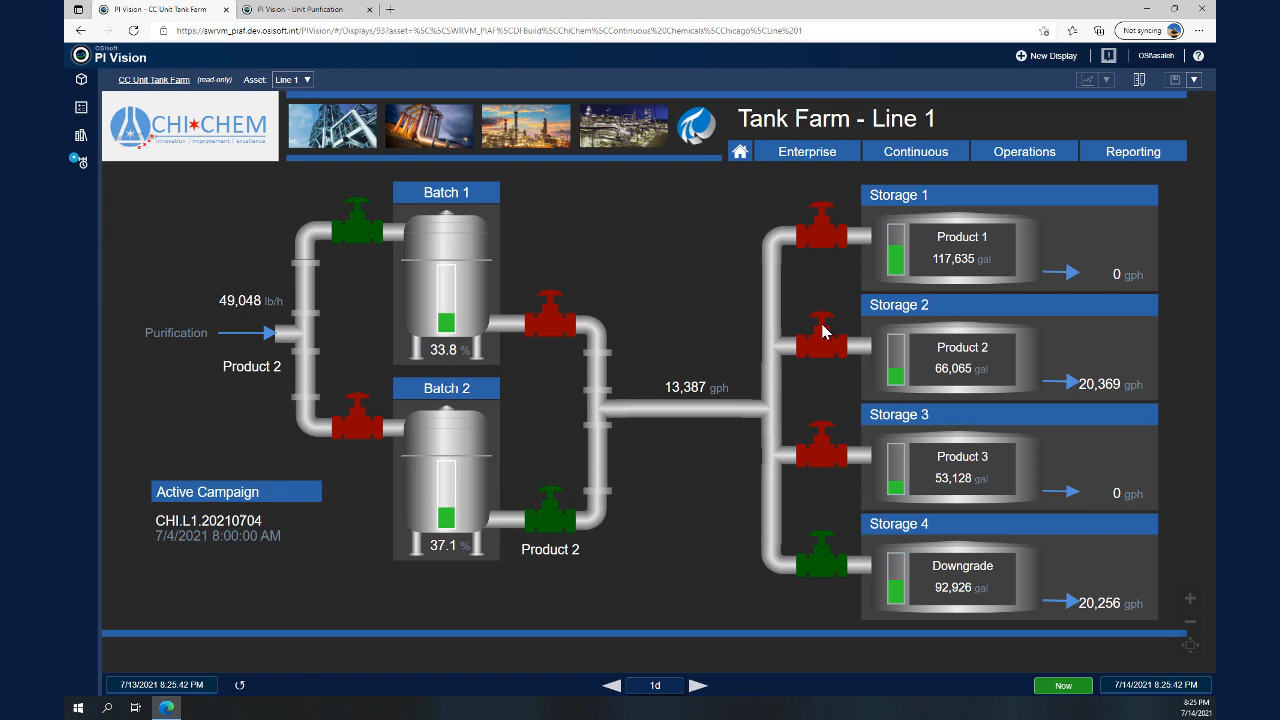 PI Vision - CC Unit Tank Farm
PI Vision - Unit Purification
https://swrvm_piaf.dev.osisoft.int/PIVision/#/Displays/93?asset=%5C%5CSWRVM_PIAF%5CDFBuild%5CChiChem%5CContinuous%20Chemicals%5CChicago%5CLine%201
Not syncing
OSIsoft
PI Vision
New Display
OSI\asaleh
CC Unit Tank Farm (read-only) Asset: Line 1
CHI CHEM
innovation | improvement | excellence
Tank Farm - Line 1
Enterprise Continuous Operations Reporting
Batch 1
33.8 %
49,048 lb/h
Purification
Product 2
Batch 2
37.1 %
Product 2
13,387 gph
Active Campaign
CHI.L1.20210704
7/4/2021 8:00:00 AM
Storage 1
Product 1
117,635 gal
0 gph
Storage 2
Product 2
66,065 gal
20,369 gph
Storage 3
Product 3
53,128 gal
0 gph
Storage 4
Downgrade
92,926 gal
20,256 gph
7/13/2021 8:25:42 PM
1d
Now
7/14/2021 8:25:42 PM
8:25 PM
7/14/2021